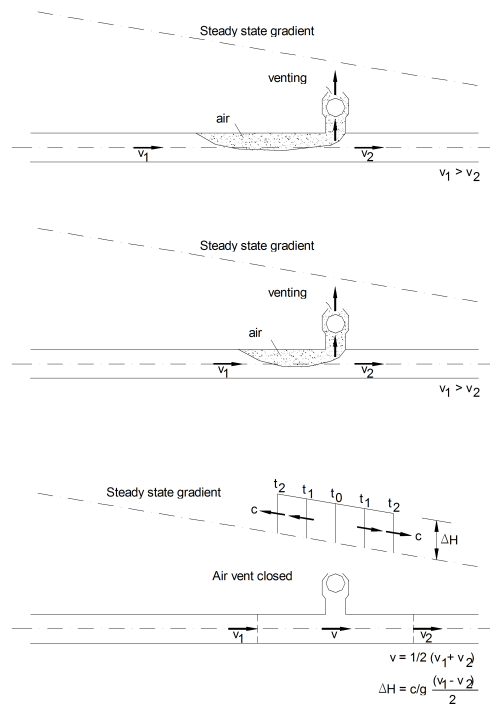 Steady state gradient
venting
air
v1 v2
v1 > v2
Steady state gradient
venting
air
v1 v2
v1 > v2
t2 t1 t0 t1 t2
Steady state gradient
c c ΔH
Air vent closed
v1 v v2
v = 1/2 (v1+ v2)
ΔH = c/g (v1 - v2)
2